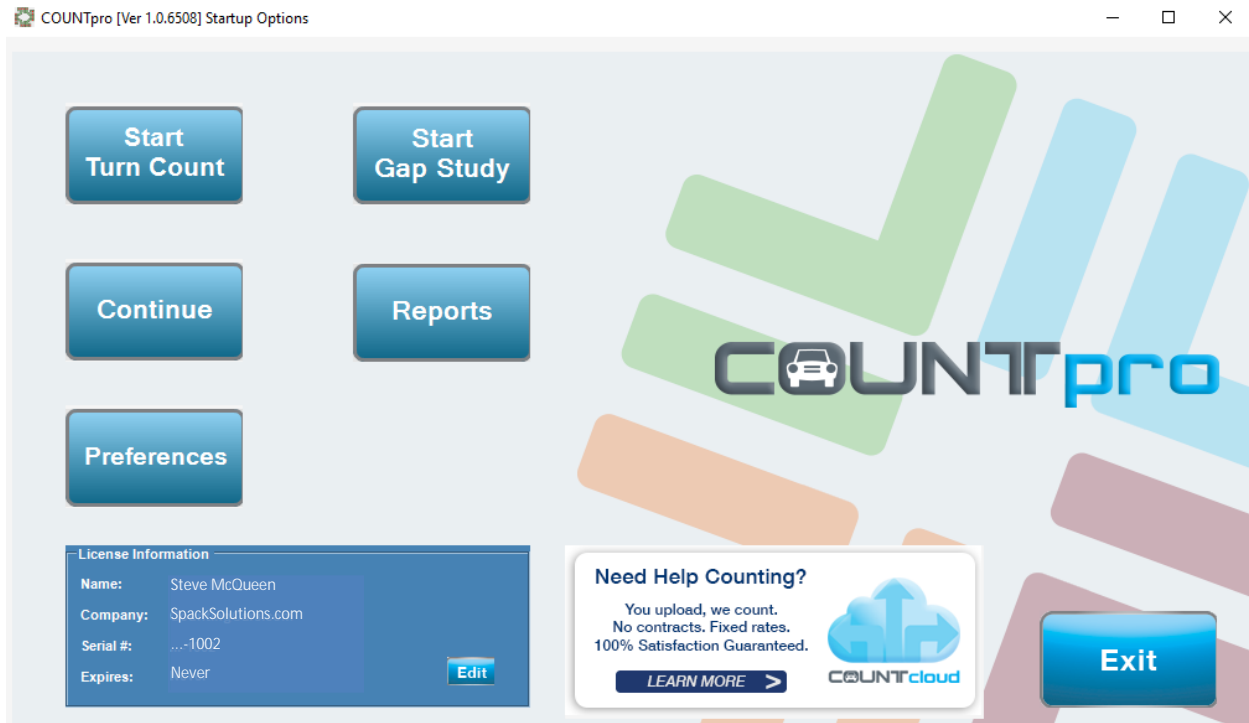 COUNTpro [Ver 1.0.6508] Startup Options
Start
Turn Count
Start
Gap Study
Continue
Reports
COUNTpro
Preferences
License Information
Name: Steve McQueen
Company: SpackSolutions.com
Serial #: ...-1002
Expires: Never
Edit
Need Help Counting?
You upload, we count.
No contracts. Fixed rates.
100% Satisfaction Guaranteed.
LEARN MORE >
COUNTcloud
Exit